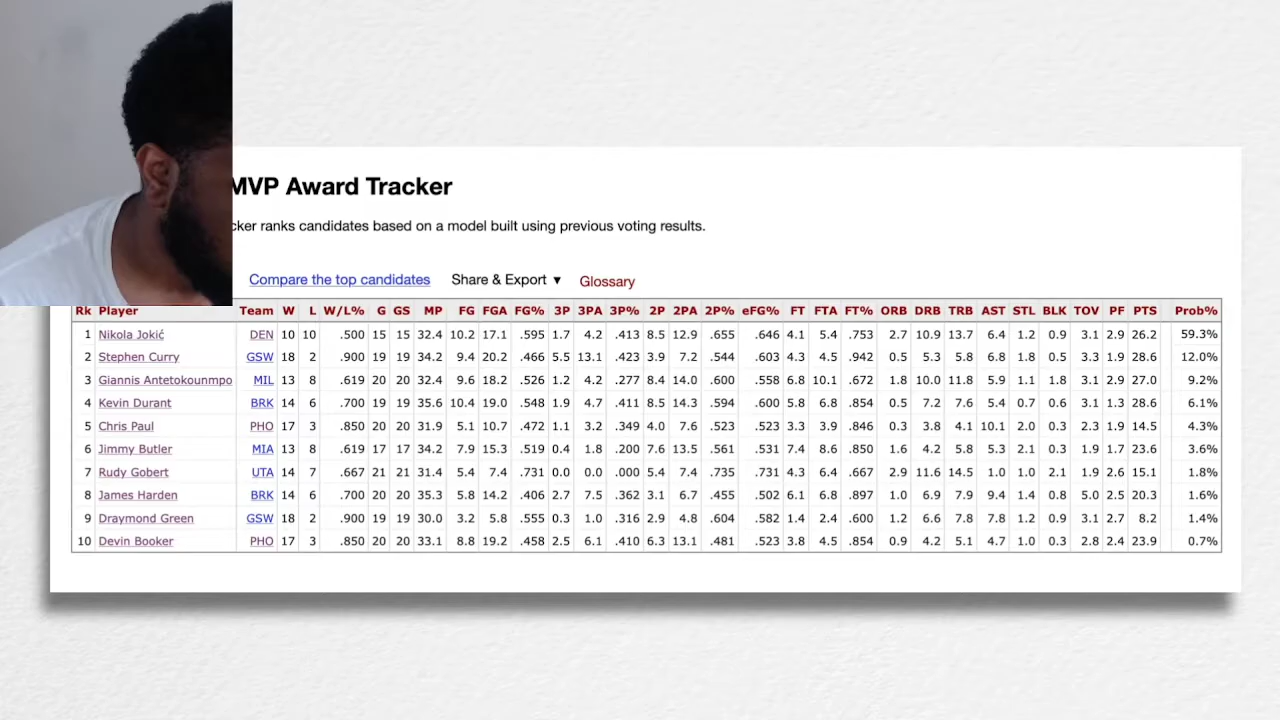 MVP Award Tracker
cker ranks candidates based on a model built using previous voting results.
Compare the top candidates Share & Export ▼ Glossary
Rk Player Team W L W/L% G GS MP FG FGA FG% 3P 3PA 3P% 2P 2PA 2P% eFG% FT FTA FT% ORB DRB TRB AST STL BLK TOV PF PTS Prob%
1 Nikola Jokić DEN 10 10 .500 15 15 32.4 10.2 17.1 .595 1.7 4.2 .413 8.5 12.9 .655 .646 4.1 5.4 .753 2.7 10.9 13.7 6.4 1.2 0.9 3.1 2.9 26.2 59.3%
2 Stephen Curry GSW 18 2 .900 19 19 34.2 9.4 20.2 .466 5.5 13.1 .423 3.9 7.2 .544 .603 4.3 4.5 .942 0.5 5.3 5.8 6.8 1.8 0.5 3.3 1.9 28.6 12.0%
3 Giannis Antetokounmpo MIL 13 8 .619 20 20 32.4 9.6 18.2 .526 1.2 4.2 .277 8.4 14.0 .600 .558 6.8 10.1 .672 1.8 10.0 11.8 5.9 1.1 1.8 3.1 2.9 27.0 9.2%
4 Kevin Durant BRK 14 6 .700 19 19 35.6 10.4 19.0 .548 1.9 4.7 .411 8.5 14.3 .594 .600 5.8 6.8 .854 0.5 7.2 7.6 5.4 0.7 0.6 3.1 1.3 28.6 6.1%
5 Chris Paul PHO 17 3 .850 20 20 31.9 5.1 10.7 .472 1.1 3.2 .349 4.0 7.6 .523 .523 3.3 3.9 .846 0.3 3.8 4.1 10.1 2.0 0.3 2.3 1.9 14.5 4.3%
6 Jimmy Butler MIA 13 8 .619 17 17 34.2 7.9 15.3 .519 0.4 1.8 .200 7.6 13.5 .561 .531 7.4 8.6 .850 1.6 4.2 5.8 5.3 2.1 0.3 1.9 1.7 23.6 3.6%
7 Rudy Gobert UTA 14 7 .667 21 21 31.4 5.4 7.4 .731 0.0 0.0 .000 5.4 7.4 .735 .731 4.3 6.4 .667 2.9 11.6 14.5 1.0 1.0 2.1 1.9 2.6 15.1 1.8%
8 James Harden BRK 14 6 .700 20 20 35.3 5.8 14.2 .406 2.7 7.5 .362 3.1 6.7 .455 .502 6.1 6.8 .897 1.0 6.9 7.9 9.4 1.4 0.8 5.0 2.5 20.3 1.6%
9 Draymond Green GSW 18 2 .900 19 19 30.0 3.2 5.8 .555 0.3 1.0 .316 2.9 4.8 .604 .582 1.4 2.4 .600 1.2 6.6 7.8 7.8 1.2 0.9 3.1 2.7 8.2 1.4%
10 Devin Booker PHO 17 3 .850 20 20 33.1 8.8 19.2 .458 2.5 6.1 .410 6.3 13.1 .481 .523 3.8 4.5 .854 0.9 4.2 5.1 4.7 1.0 0.3 2.8 2.4 23.9 0.7%